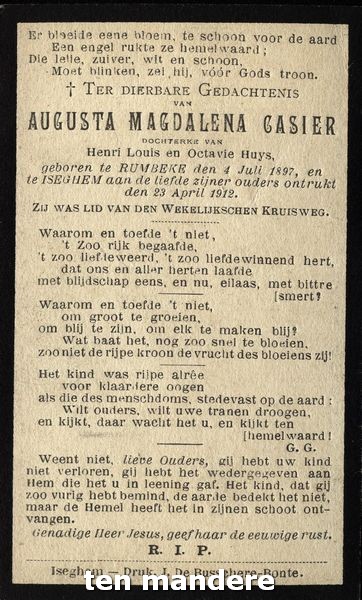 Er bloeide eene bloem, te schoon voor de aard
Een engel rukte ze hemelwaard;
Die lelie, zuiver, wit en schoon,
Moet blinken, zei hij, vóór Gods troon.
† TER DIERBARE GEDACHTENIS
VAN
AUGUSTA MAGDALENA CASIER
DOCHTERKE VAN
Henri Louis en Octavie Huys,
geboren te RUMBEKE den 4 Juli 1897, en
te ISEGHEM aan de liefde zijner ouders ontrukt
den 23 April 1912.
ZIJ WAS LID VAN DEN WEKELIJKSCHEN KRUISWEG.
Waarom en toefde 't niet,
't Zoo rijk begaafde,
't zoo liefdeweerd, 't zoo liefdewinnend hert,
dat ons en aller herten laafde
met blijdschap eens, en nu, eilaas, met bittre
[smert?
Waarom en toefde 't niet,
om groot te groeien,
om blij te zijn, om elk te maken blij?
Wat baat het, nog zoo snel te bloeien,
zoo niet de rijpe kroon de vrucht des bloeiens zij!
Het kind was rijpe alrêe
voor klaardere oogen
als die des menschdoms, stedevast op de aard:
Wilt ouders, wilt uwe tranen droogen,
en kijkt, daar wacht het u, en kijkt ten
[hemelwaard!
G. G.
Weent niet, lieve Ouders, gij hebt uw kind
niet verloren, gij hebt het wedergegeven aan
Hem die het u in leening gaf. Het kind, dat gij
zoo vurig hebt bemind, de aarde bedekt het niet,
maar de Hemel heeft het in zijnen schoot ont-
vangen.
Genadige Heer Jesus, geef haar de eeuwige rust.
R. I. P.
Iseghem — Druk. J. De Busschere-Bonte.
ten mandere